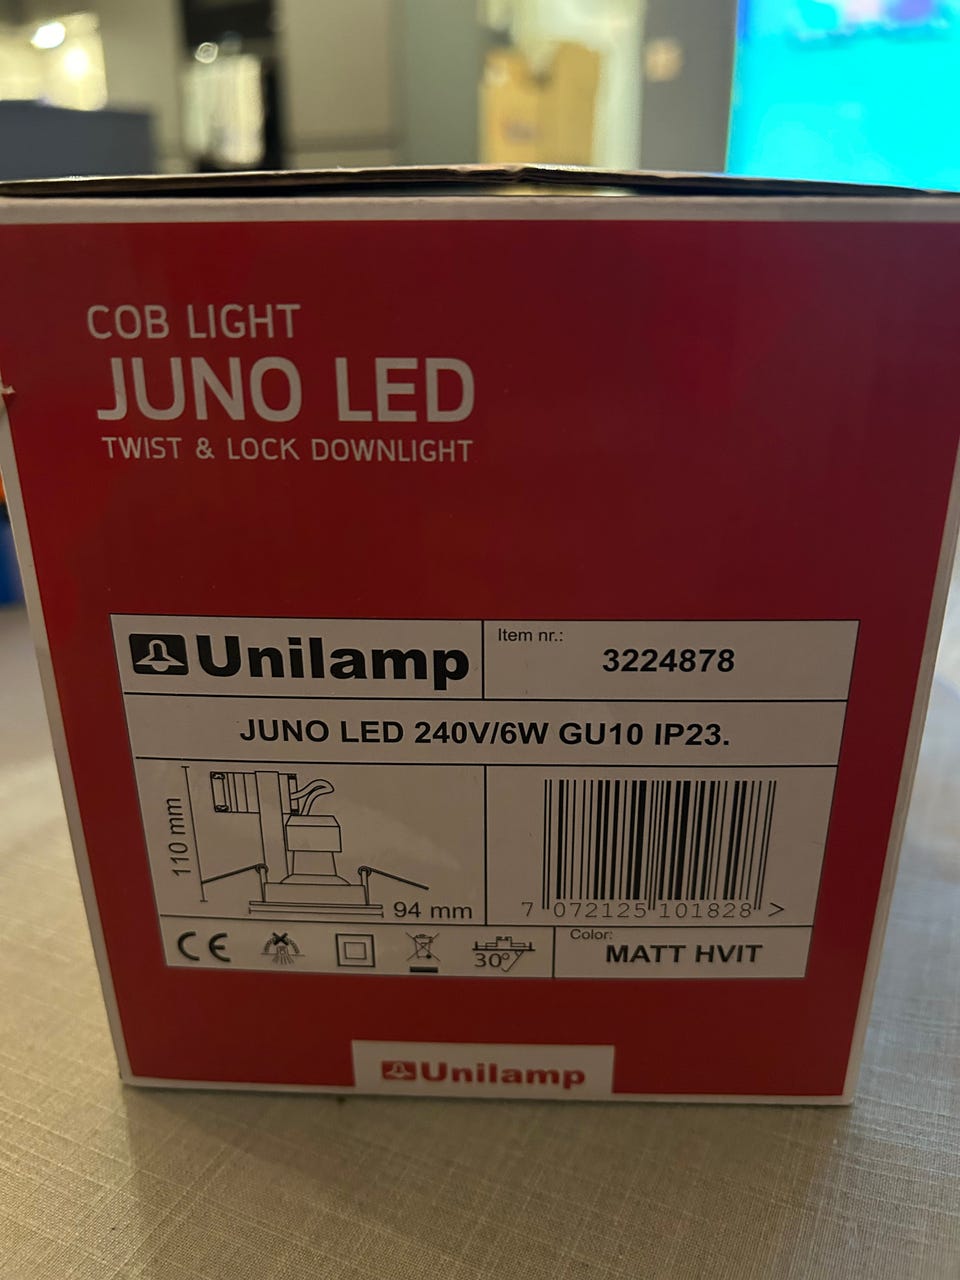 COB LIGHT
JUNO LED
TWIST & LOCK DOWNLIGHT
Unilamp
Item nr.:
3224878
JUNO LED 240V/6W GU10 IP23.
110 mm
94 mm
7 072125 101828 >
CE
30°
Color:
MATT HVIT
Unilamp